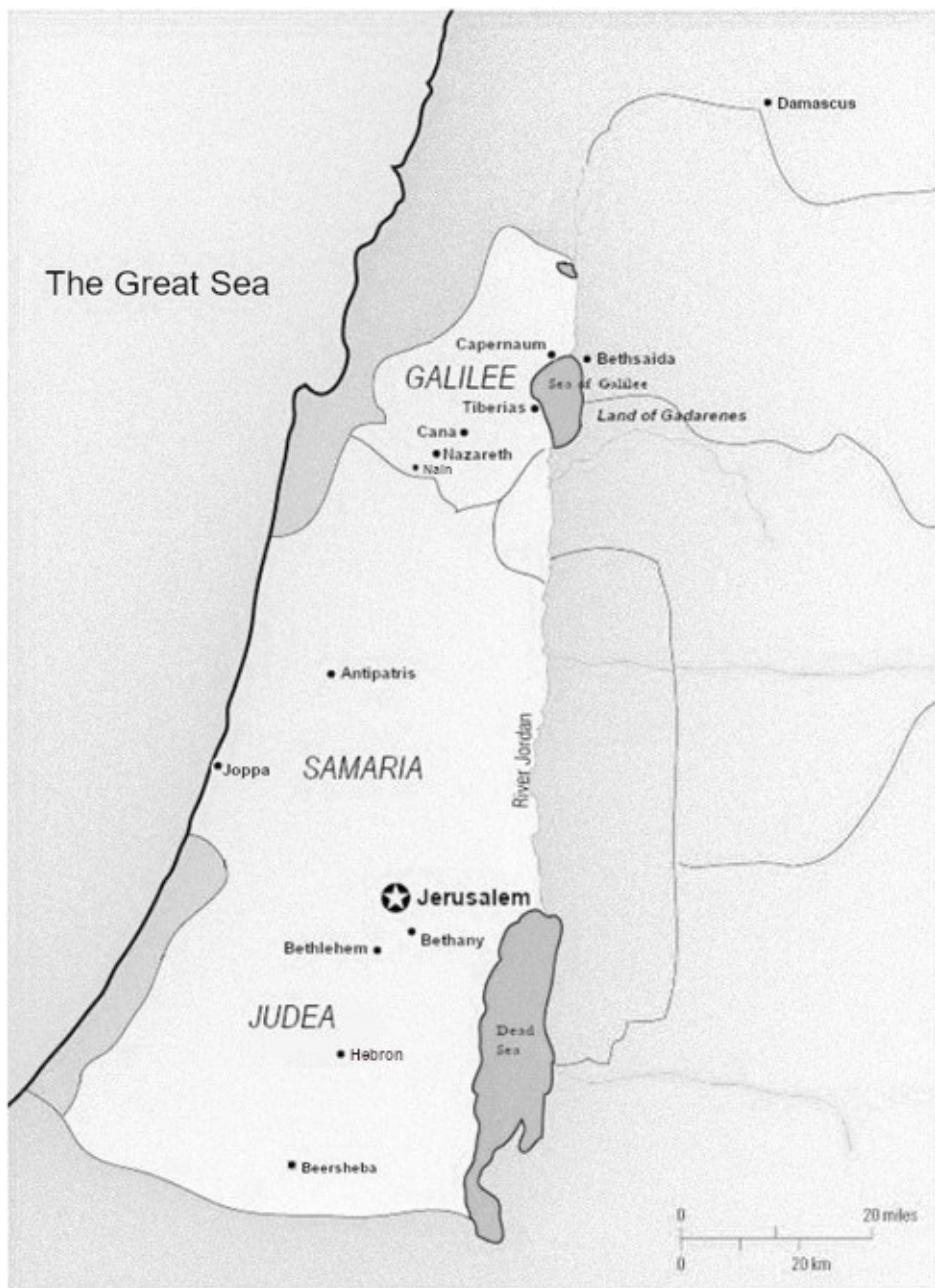 Damascus
The Great Sea
Capernaum
Bethsaida
GALILEE
Sea of Galilee
Tiberias
Land of Gadarenes
Cana
Nazareth
Nain
Antipatris
River Jordan
SAMARIA
Joppa
Jerusalem
Bethany
Bethlehem
JUDEA
Dead
Sea
Hebron
Beersheba
0 20 miles
0 20 km